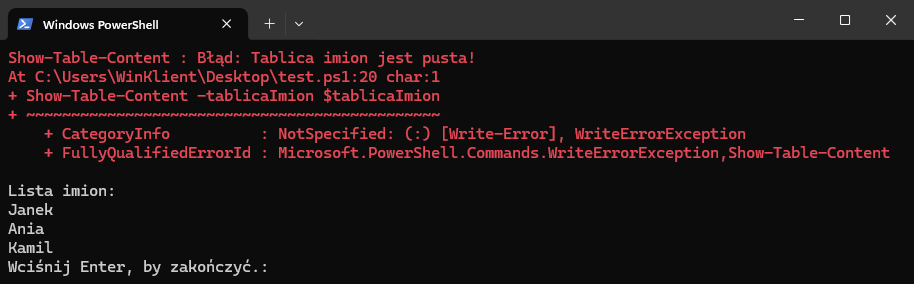 Windows PowerShell
Show-Table-Content : Błąd: Tablica imion jest pusta!
At C:\Users\WinKlient\Desktop\test.ps1:20 char:1
+ Show-Table-Content -tablicaImion $tablicaImion
+ ~~~~~~~~~~~~~~~~~~~~~~~~~~~~~~~~~~~~~~~~~~~~~~
    + CategoryInfo          : NotSpecified: (:) [Write-Error], WriteErrorException
    + FullyQualifiedErrorId : Microsoft.PowerShell.Commands.WriteErrorException,Show-Table-Content
Lista imion:
Janek
Ania
Kamil
Wciśnij Enter, by zakończyć.: